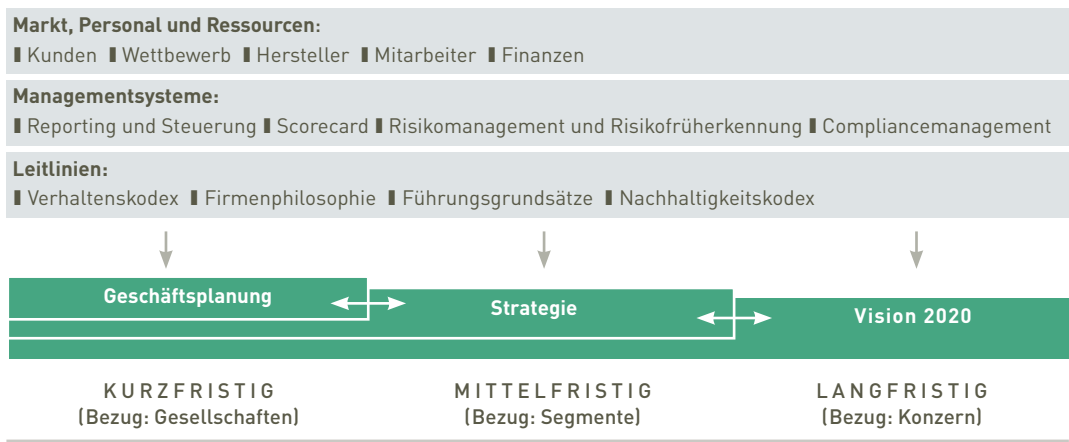 Markt, Personal und Ressourcen:
▌Kunden ▌Wettbewerb ▌Hersteller ▌Mitarbeiter ▌Finanzen
Managementsysteme:
▌Reporting und Steuerung ▌Scorecard ▌Risikomanagement und Risikofrüherkennung ▌Compliancemanagement
Leitlinien:
▌Verhaltenskodex ▌Firmenphilosophie ▌Führungsgrundsätze ▌Nachhaltigkeitskodex
Geschäftsplanung
Strategie
Vision 2020
KURZFRISTIG
(Bezug: Gesellschaften)
MITTELFRISTIG
(Bezug: Segmente)
LANGFRISTIG
(Bezug: Konzern)